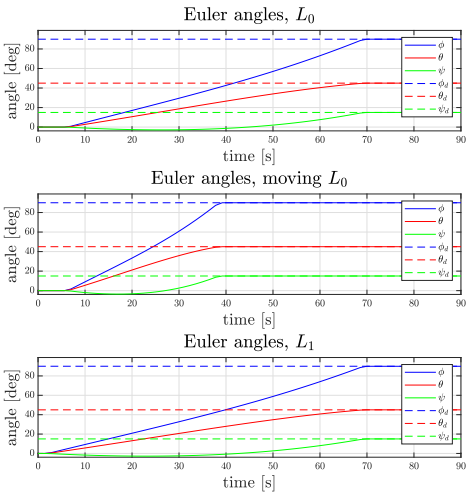 Euler angles, L₀
angle [deg]
80
60
40
20
0
0 10 20 30 40 50 60 70 80 90
time [s]
ϕ
θ
ψ
ϕ_d
θ_d
ψ_d
Euler angles, moving L₀
angle [deg]
80
60
40
20
0
0 10 20 30 40 50 60 70 80 90
time [s]
ϕ
θ
ψ
ϕ_d
θ_d
ψ_d
Euler angles, L₁
angle [deg]
80
60
40
20
0
0 10 20 30 40 50 60 70 80 90
time [s]
ϕ
θ
ψ
ϕ_d
θ_d
ψ_d